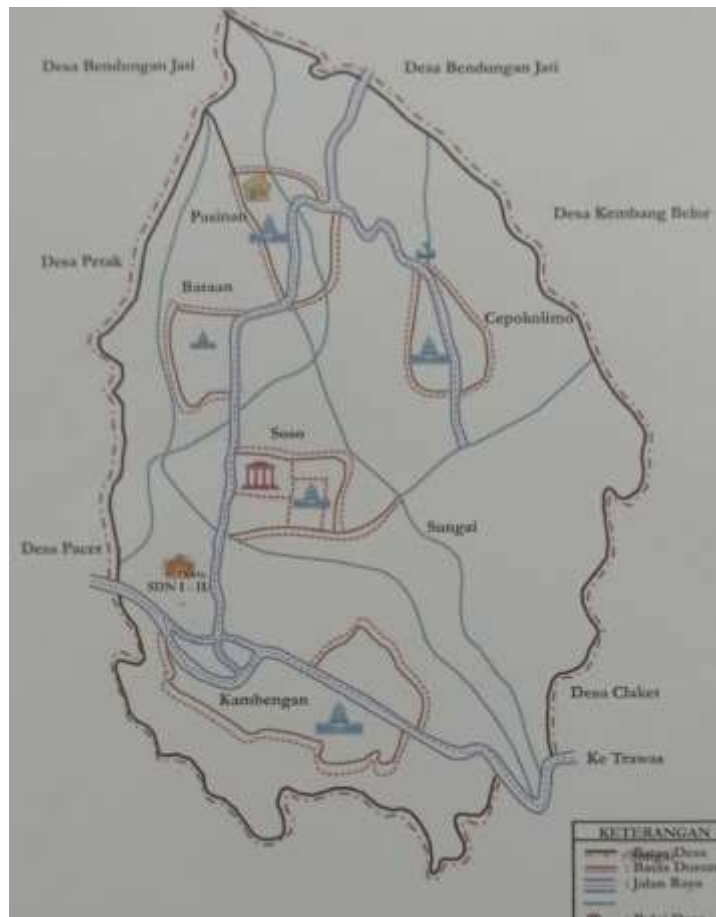 Desa Bendungan Jati
Desa Bendungan Jati
Desa Kembang Belor
Pusinan
Desa Petak
Bataan
Cepokolimo
Soso
Sungai
Desa Pacet
SDN I - II
Desa Claket
Kambengan
Ke Trawas
KETERANGAN
: Batas Desa
: Batas Dusun
: Jalan Raya